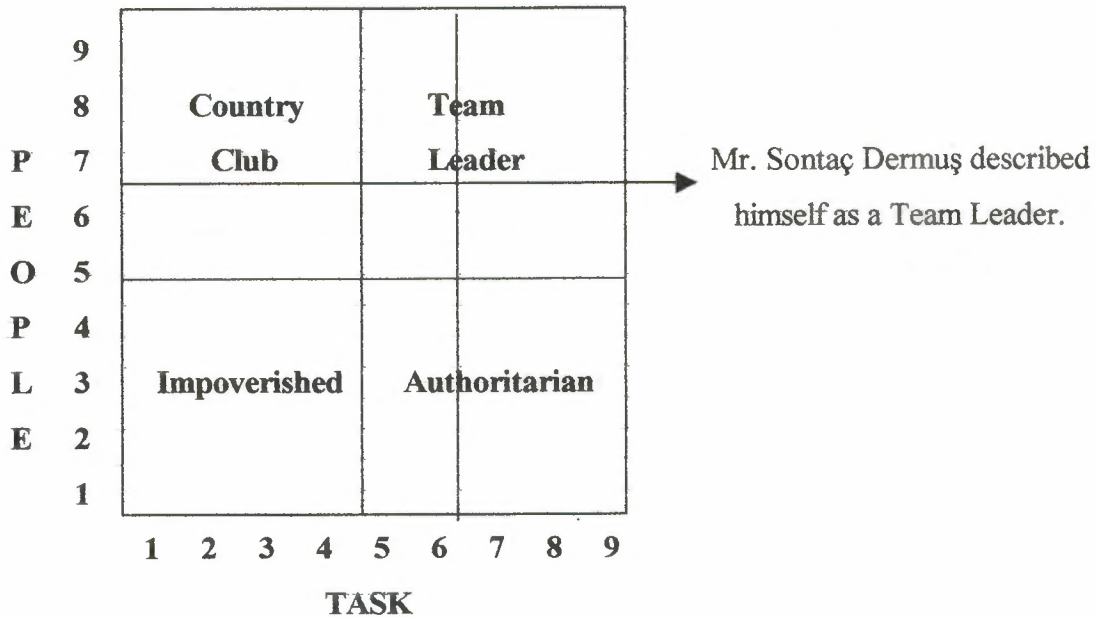 9
8 Country Team
P 7 Club Leader Mr. Sontaç Dermuş described
E 6 himself as a Team Leader.
O 5
P 4
L 3 Impoverished Authoritarian
E 2
1
1 2 3 4 5 6 7 8 9
TASK